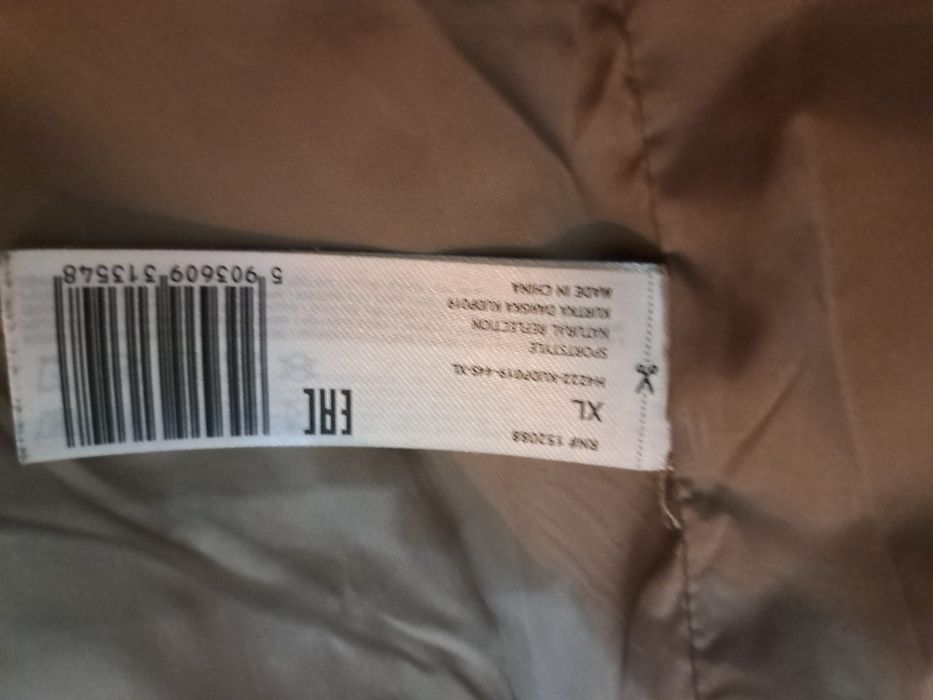 RN# 152088
XL
H4Z22-KUDP019-44S-XL
SPORTSTYLE
NATURAL REFLECTION
KURTKA DAMSKA KUDP019
MADE IN CHINA
EAC
5 903609 313548